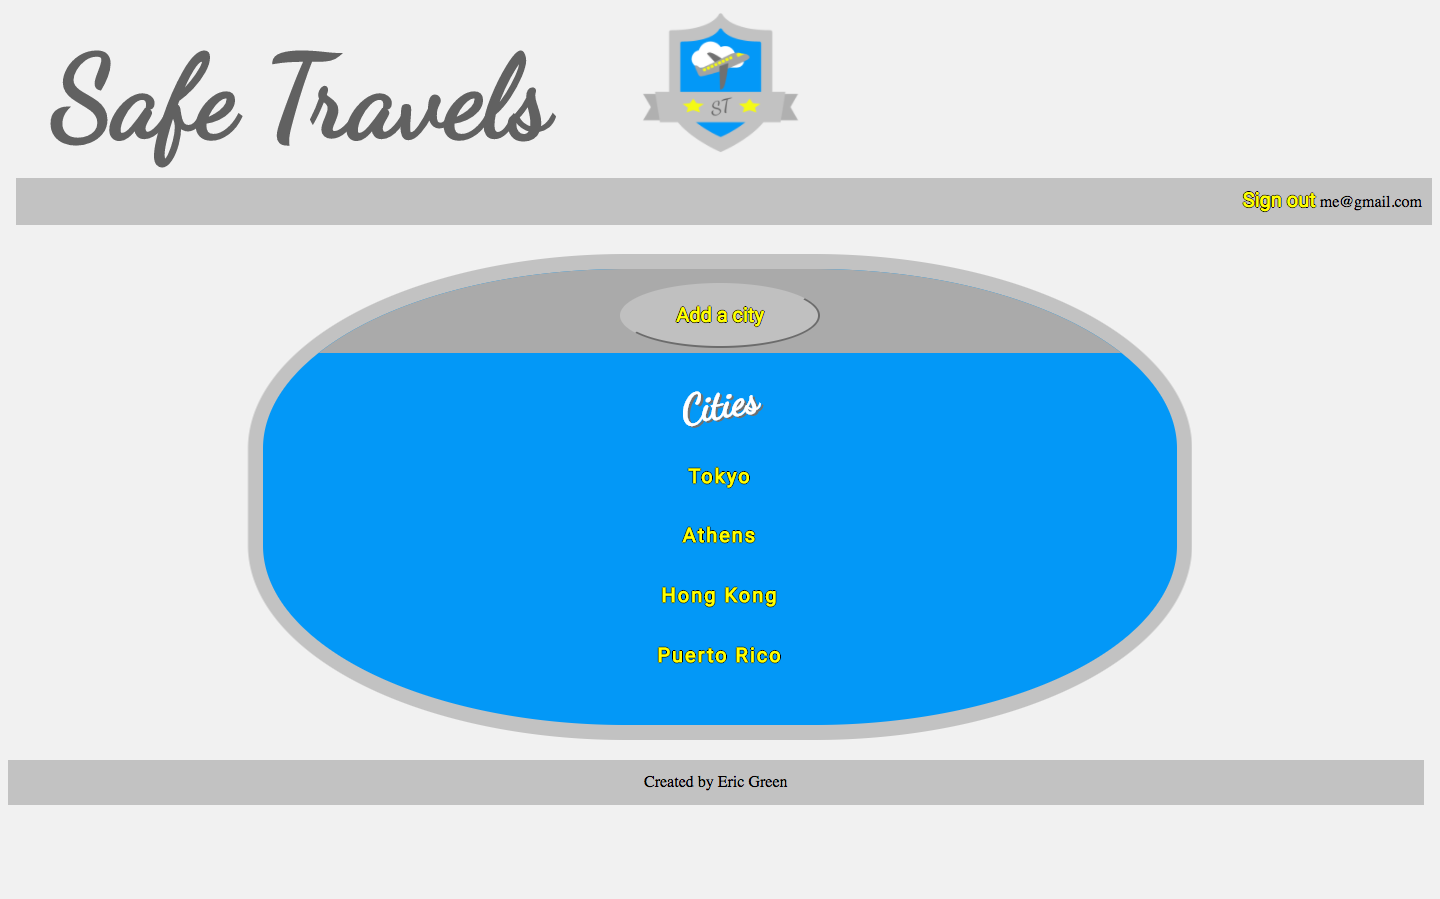 Safe Travels
ST
Sign out me@gmail.com
Add a city
Cities
Tokyo
Athens
Hong Kong
Puerto Rico
Created by Eric Green